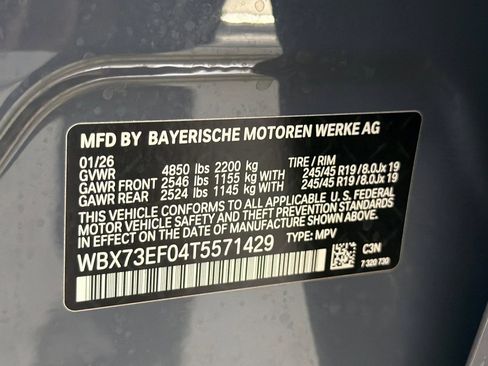 MFD BY BAYERISCHE MOTOREN WERKE AG
01/26
GVWR 4850 lbs 2200 kg TIRE / RIM
GAWR FRONT 2546 lbs 1155 kg 245/45 R19 /8.0Jx 19
GAWR REAR 2524 lbs 1145 kg 245/45 R19 /8.0Jx 19
THIS VEHICLE CONFORMS TO ALL APPLICABLE U. S. FEDERAL
MOTOR VEHICLE SAFETY, BUMPER, AND THEFT PREVENTION STANDARDS
IN EFFECT ON THE DATE OF MANUFACTURE SHOWN ABOVE.
WBX73EF04T5571429 TYPE: MPV
C3N
7 320 730